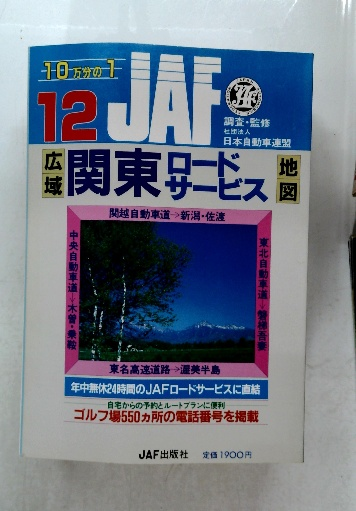 10万分の1
12 JAF
調査・監修
社団法人
日本自動車連盟
広域
関東ロードサービス
地図
関越自動車道→新潟・佐渡
中央自動車道→木曽・乗鞍
東北自動車道→磐梯吾妻
東名高速道路→渥美半島
年中無休24時間のJAFロードサービスに直結
自宅からの予約とルートプランに便利
ゴルフ場550ヵ所の電話番号を掲載
JAF出版社 定価1900円